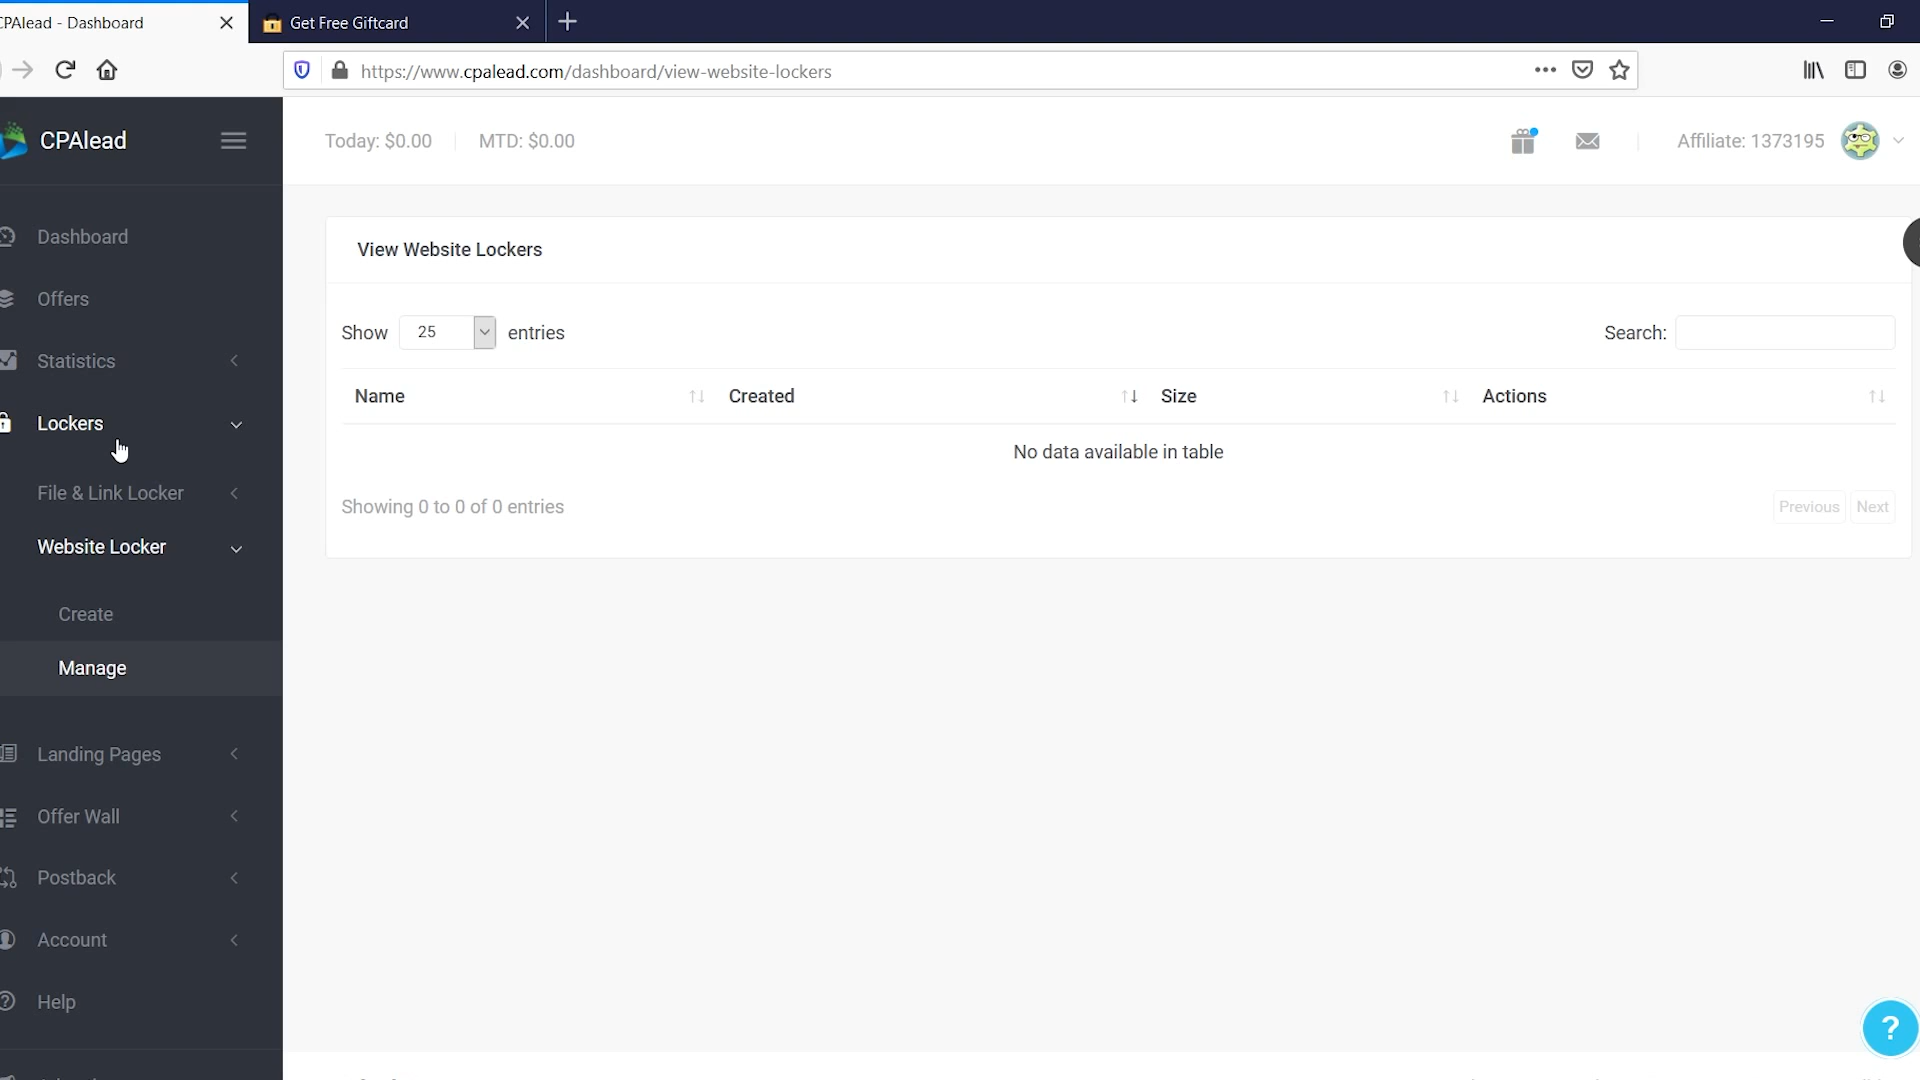 CPAlead - Dashboard
Get Free Giftcard
https://www.cpalead.com/dashboard/view-website-lockers
CPAlead
Today: $0.00
MTD: $0.00
Affiliate: 1373195
Dashboard
Offers
Statistics
Lockers
File & Link Locker
Website Locker
Create
Manage
Landing Pages
Offer Wall
Postback
Account
Help
View Website Lockers
Show 25 entries
Search:
Name Created Size Actions
No data available in table
Showing 0 to 0 of 0 entries
Previous Next
?